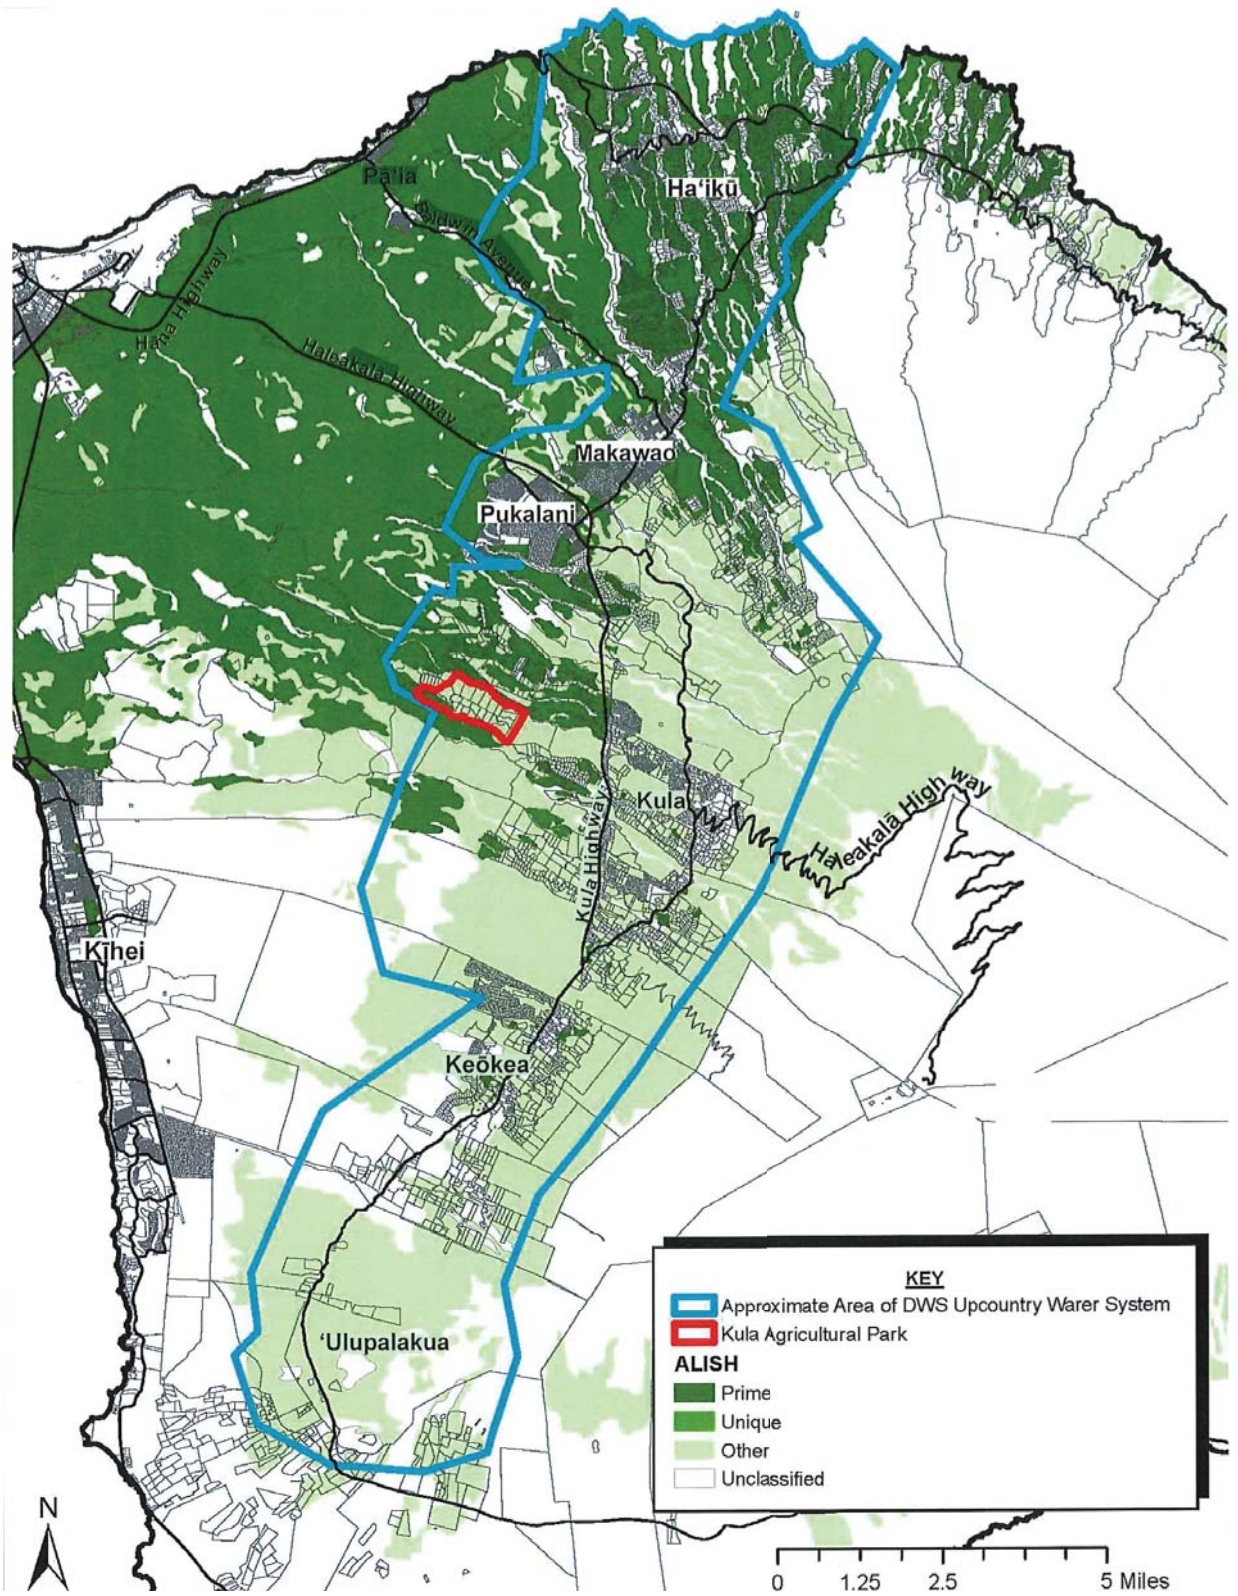 Pā'ia
Ha'ikū
Baldwin Avenue
Hāna Highway
Haleakalā Highway
Makawao
Pukalani
Kula
Haleakalā High way
Kula Highway
Kīhei
Keōkea
'Ulupalakua
KEY
Approximate Area of DWS Upcountry Warer System
Kula Agricultural Park
ALISH
Prime
Unique
Other
Unclassified
N
0 1.25 2.5 5 Miles